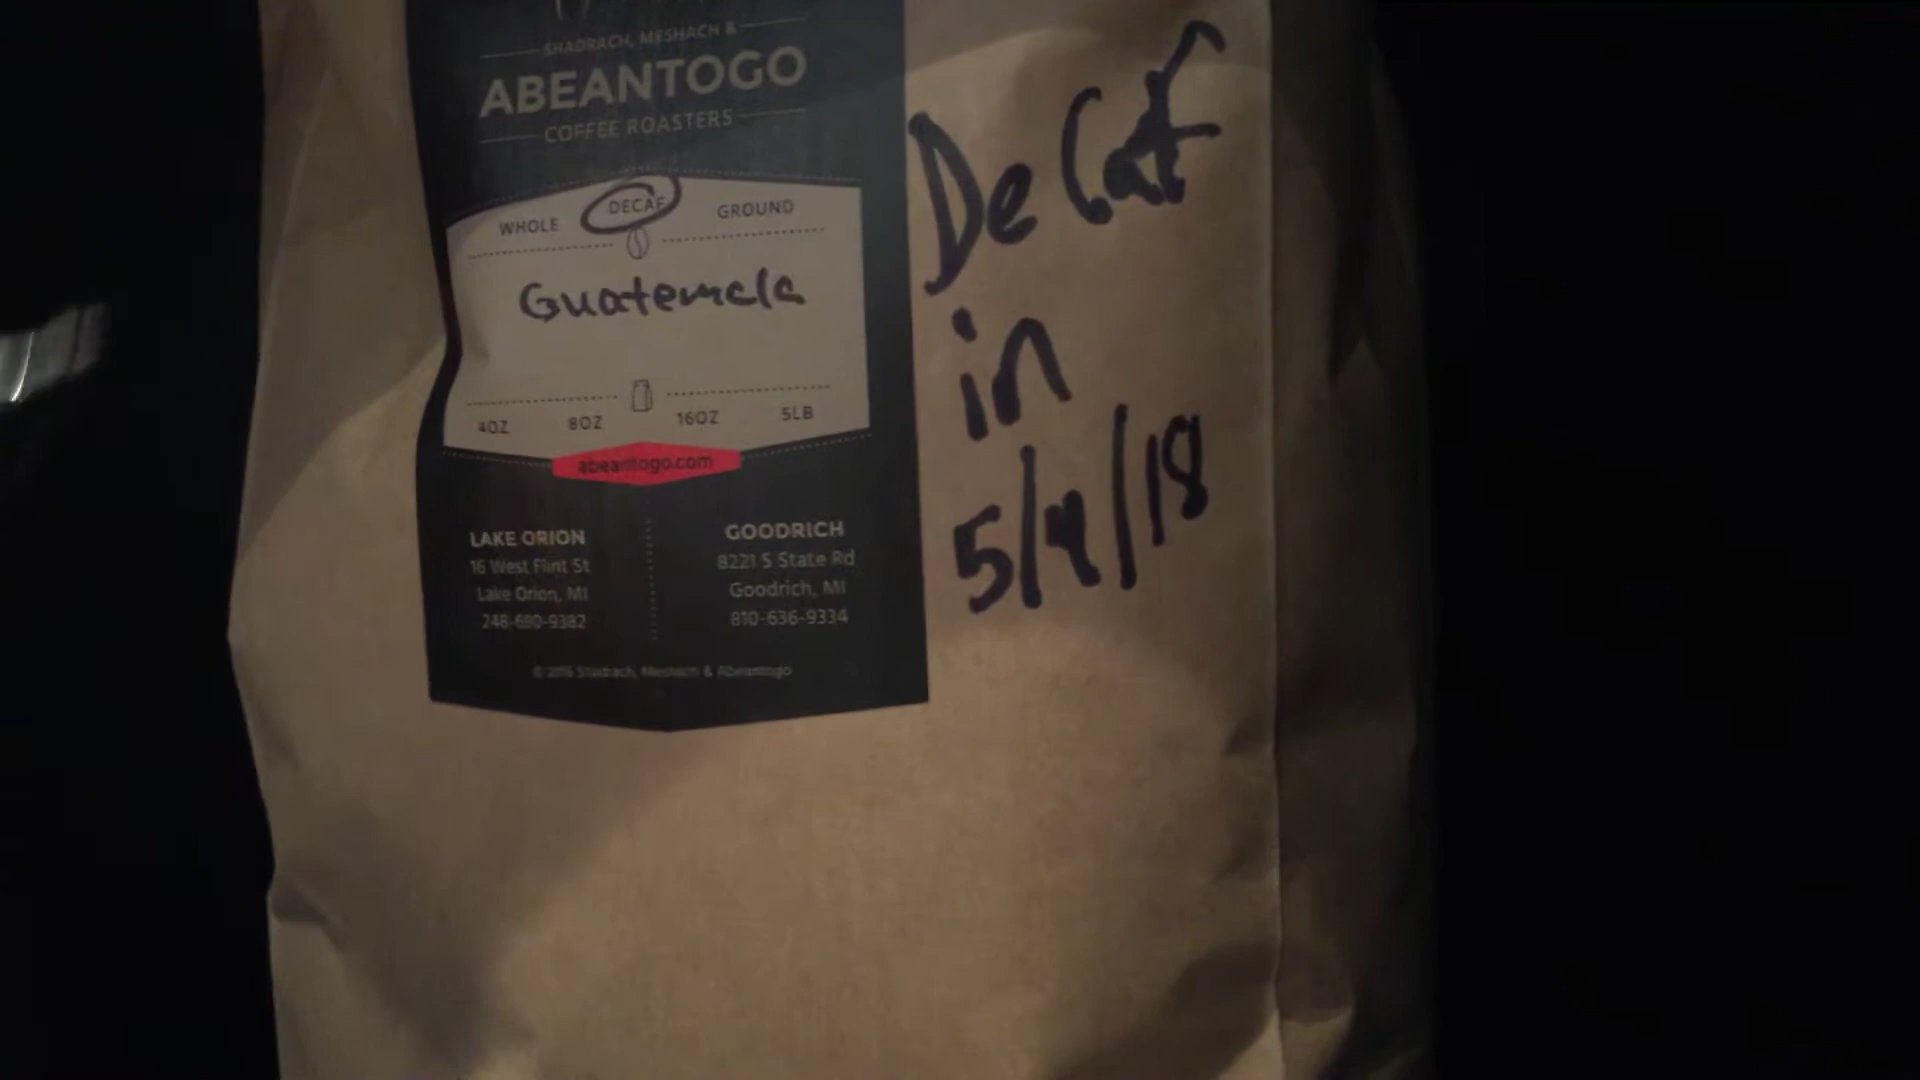 SHADRACH, MESHACH &
ABEANTOGO
COFFEE ROASTERS
WHOLE DECAF GROUND
Guatemala
4OZ 8OZ 16OZ 5LB
abeantogo.com
LAKE ORION
16 West Flint St
Lake Orion, MI
248-690-9382
GOODRICH
8221 S State Rd
Goodrich, MI
810-636-9334
© 2016 Shadrach, Meshach & Abeantogo
Decaf
in
5/9/18